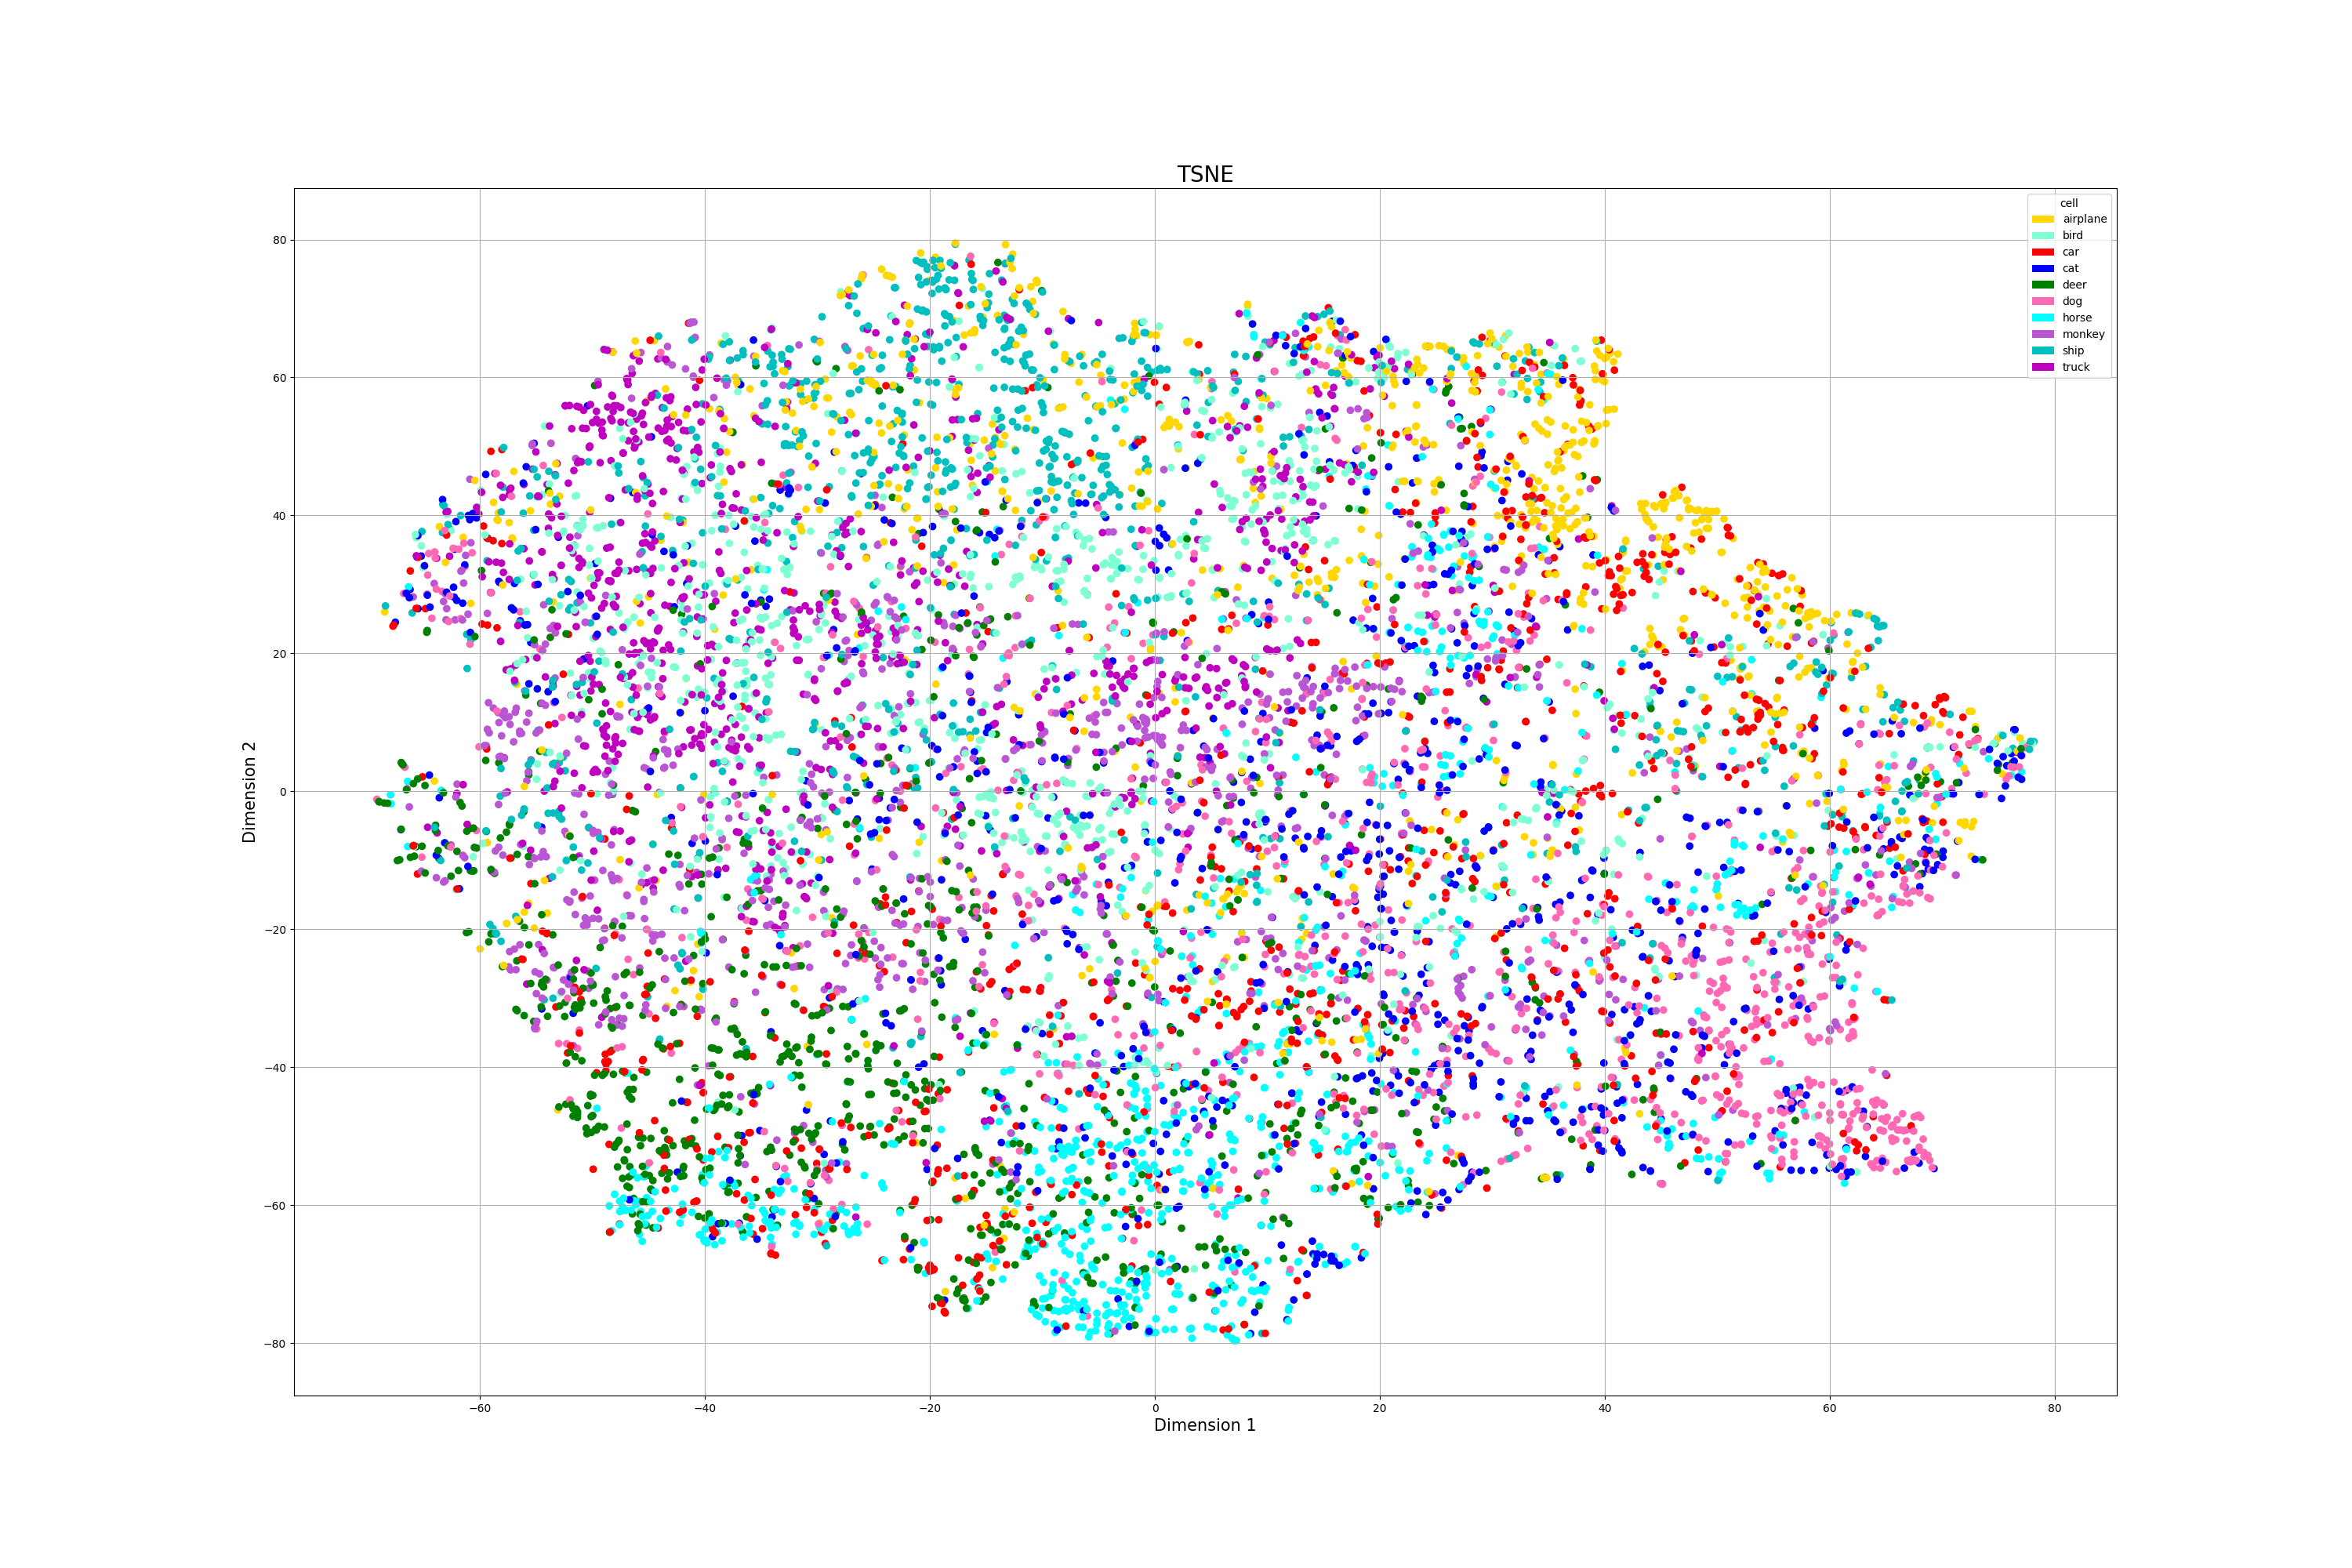 TSNE
cell
airplane
bird
car
cat
deer
dog
horse
monkey
ship
truck
80
60
40
20
0
−20
−40
−60
−80
Dimension 2
−60 −40 −20 0 20 40 60 80
Dimension 1